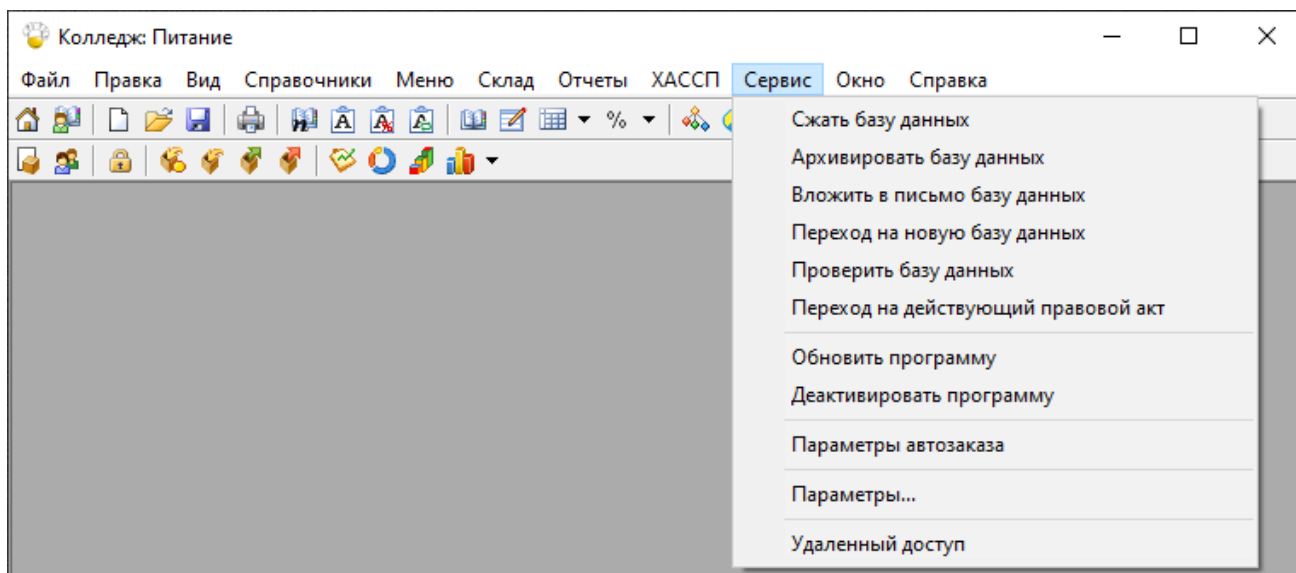 Колледж: Питание
Файл Правка Вид Справочники Меню Склад Отчеты ХАССП Сервис Окно Справка
Сжать базу данных
Архивировать базу данных
Вложить в письмо базу данных
Переход на новую базу данных
Проверить базу данных
Переход на действующий правовой акт
Обновить программу
Деактивировать программу
Параметры автозаказа
Параметры...
Удаленный доступ